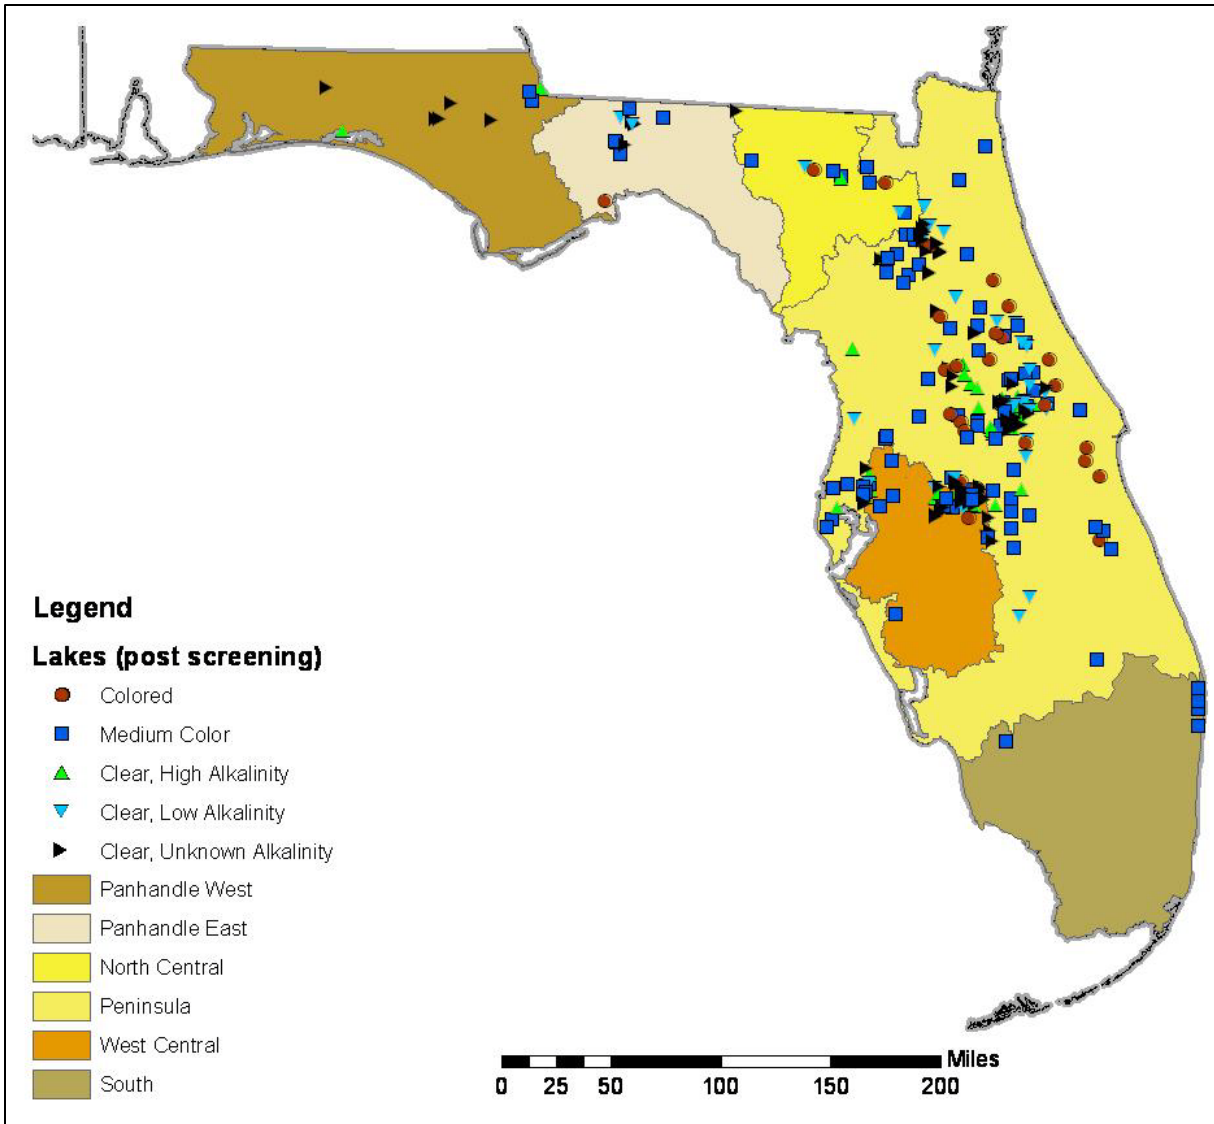 Legend
Lakes (post screening)
Colored
Medium Color
Clear, High Alkalinity
Clear, Low Alkalinity
Clear, Unknown Alkalinity
Panhandle West
Panhandle East
North Central
Peninsula
West Central
South
Miles
0 25 50 100 150 200